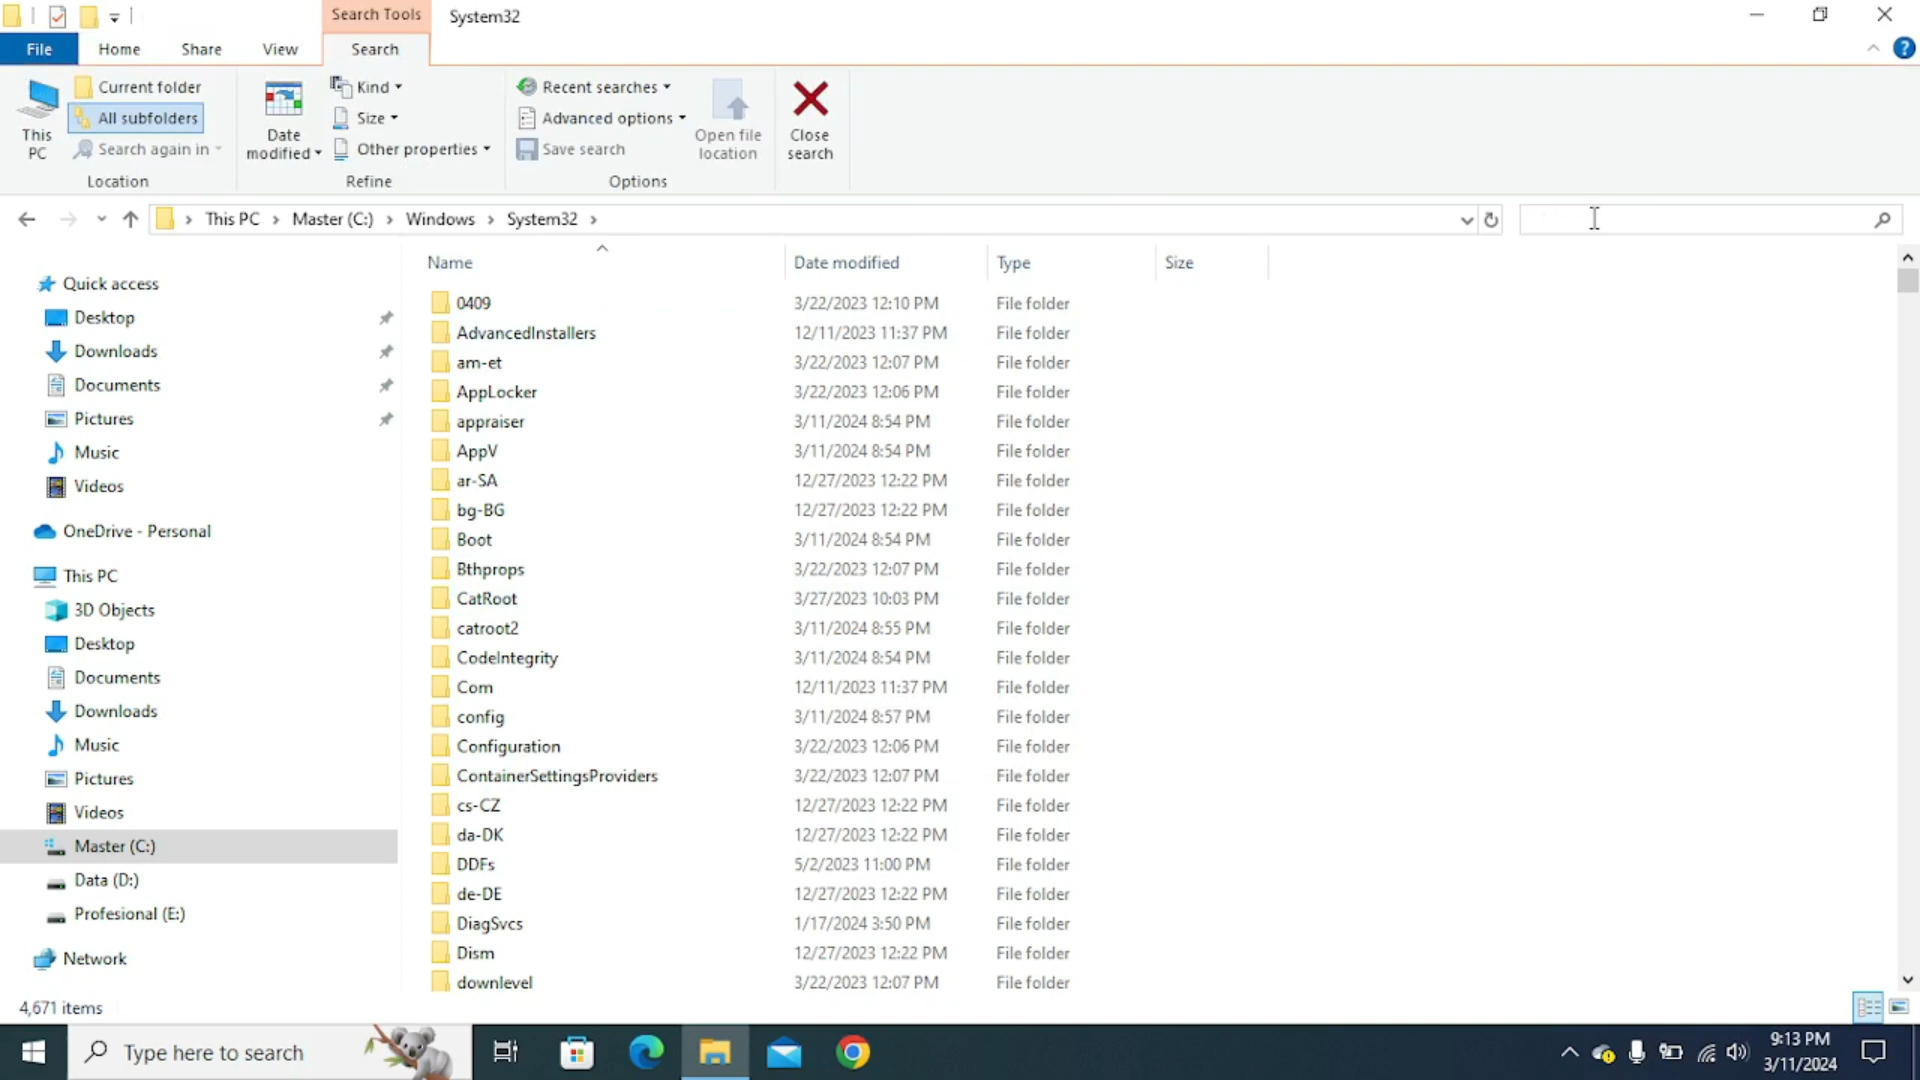 Search Tools System32
File Home Share View Search
This PC
Current folder
All subfolders
Search again in
Location
Date modified
Kind
Size
Other properties
Refine
Recent searches
Advanced options
Save search
Options
Open file location
Close search
This PC Master (C:) Windows System32
Name Date modified Type Size
Quick access
Desktop
Downloads
Documents
Pictures
Music
Videos
OneDrive - Personal
This PC
3D Objects
Desktop
Documents
Downloads
Music
Pictures
Videos
Master (C:)
Data (D:)
Profesional (E:)
Network
0409 3/22/2023 12:10 PM File folder
AdvancedInstallers 12/11/2023 11:37 PM File folder
am-et 3/22/2023 12:07 PM File folder
AppLocker 3/22/2023 12:06 PM File folder
appraiser 3/11/2024 8:54 PM File folder
AppV 3/11/2024 8:54 PM File folder
ar-SA 12/27/2023 12:22 PM File folder
bg-BG 12/27/2023 12:22 PM File folder
Boot 3/11/2024 8:54 PM File folder
Bthprops 3/22/2023 12:07 PM File folder
CatRoot 3/27/2023 10:03 PM File folder
catroot2 3/11/2024 8:55 PM File folder
CodeIntegrity 3/11/2024 8:54 PM File folder
Com 12/11/2023 11:37 PM File folder
config 3/11/2024 8:57 PM File folder
Configuration 3/22/2023 12:06 PM File folder
ContainerSettingsProviders 3/22/2023 12:07 PM File folder
cs-CZ 12/27/2023 12:22 PM File folder
da-DK 12/27/2023 12:22 PM File folder
DDFs 5/2/2023 11:00 PM File folder
de-DE 12/27/2023 12:22 PM File folder
DiagSvcs 1/17/2024 3:50 PM File folder
Dism 12/27/2023 12:22 PM File folder
downlevel 3/22/2023 12:07 PM File folder
4,671 items
Type here to search
9:13 PM
3/11/2024